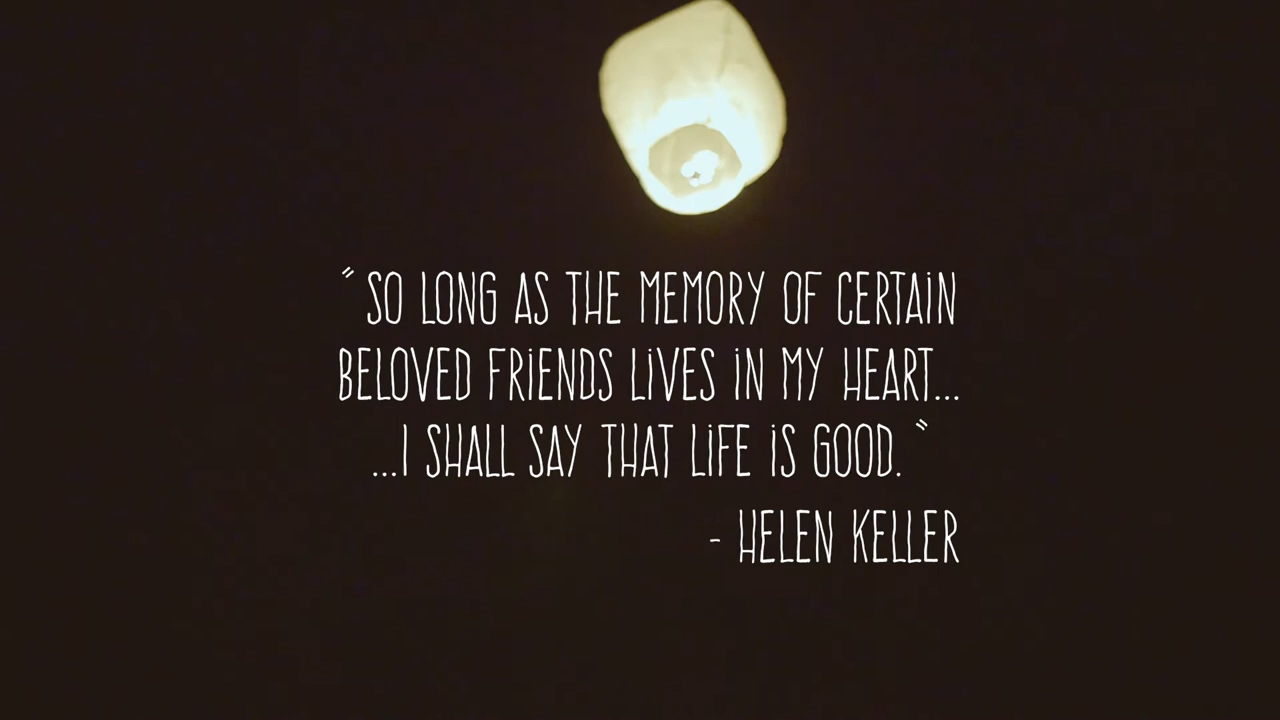 "SO LONG AS THE MEMORY OF CERTAIN
BELOVED FRIENDS LIVES IN MY HEART...
...I SHALL SAY THAT LIFE IS GOOD."
- HELEN KELLER